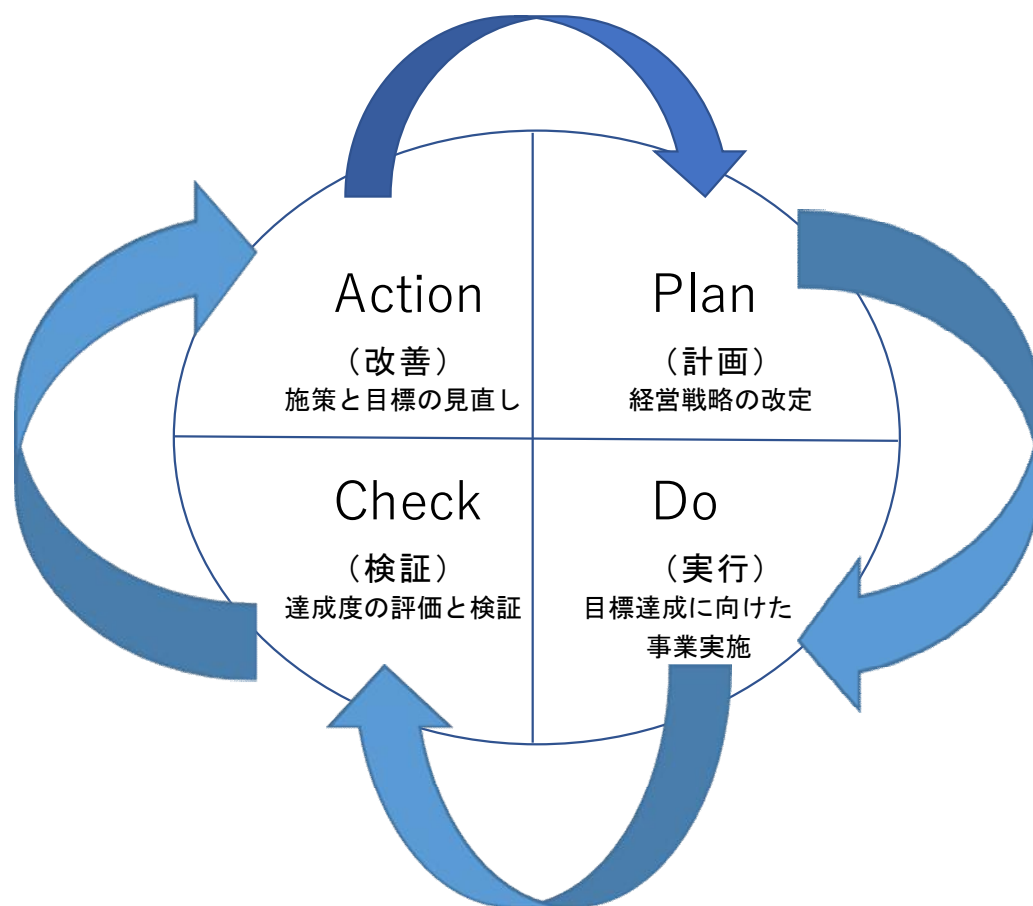 Action
（改善）
施策と目標の見直し
Plan
（計画）
経営戦略の改定
Check
（検証）
達成度の評価と検証
Do
（実行）
目標達成に向けた
事業実施